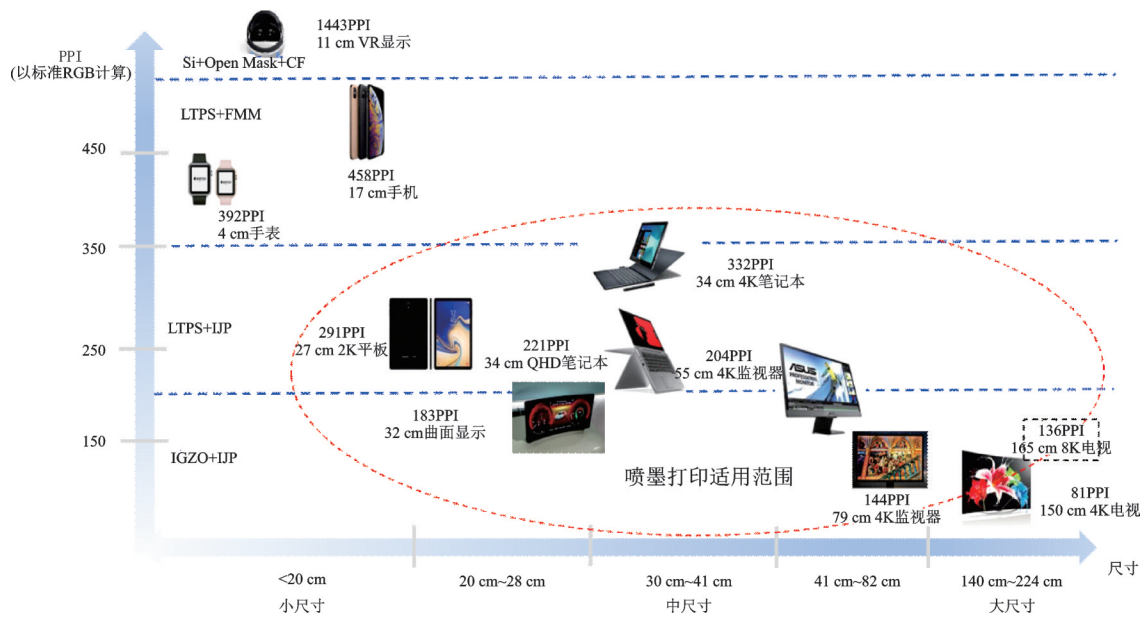 1443PPI
11 cm VR显示
PPI
(以标准RGB计算)
Si+Open Mask+CF
LTPS+FMM
450
458PPI
17 cm手机
392PPI
4 cm手表
350
332PPI
34 cm 4K笔记本
LTPS+IJP
291PPI
27 cm 2K平板
221PPI
34 cm QHD笔记本
204PPI
55 cm 4K监视器
ASUS
PROFESSIONAL
MONITOR
250
183PPI
32 cm曲面显示
150
IGZO+IJP
喷墨打印适用范围
136PPI
165 cm 8K电视
144PPI
79 cm 4K监视器
81PPI
150 cm 4K电视
尺寸
<20 cm
20 cm~28 cm
30 cm~41 cm
41 cm~82 cm
140 cm~224 cm
小尺寸
中尺寸
大尺寸